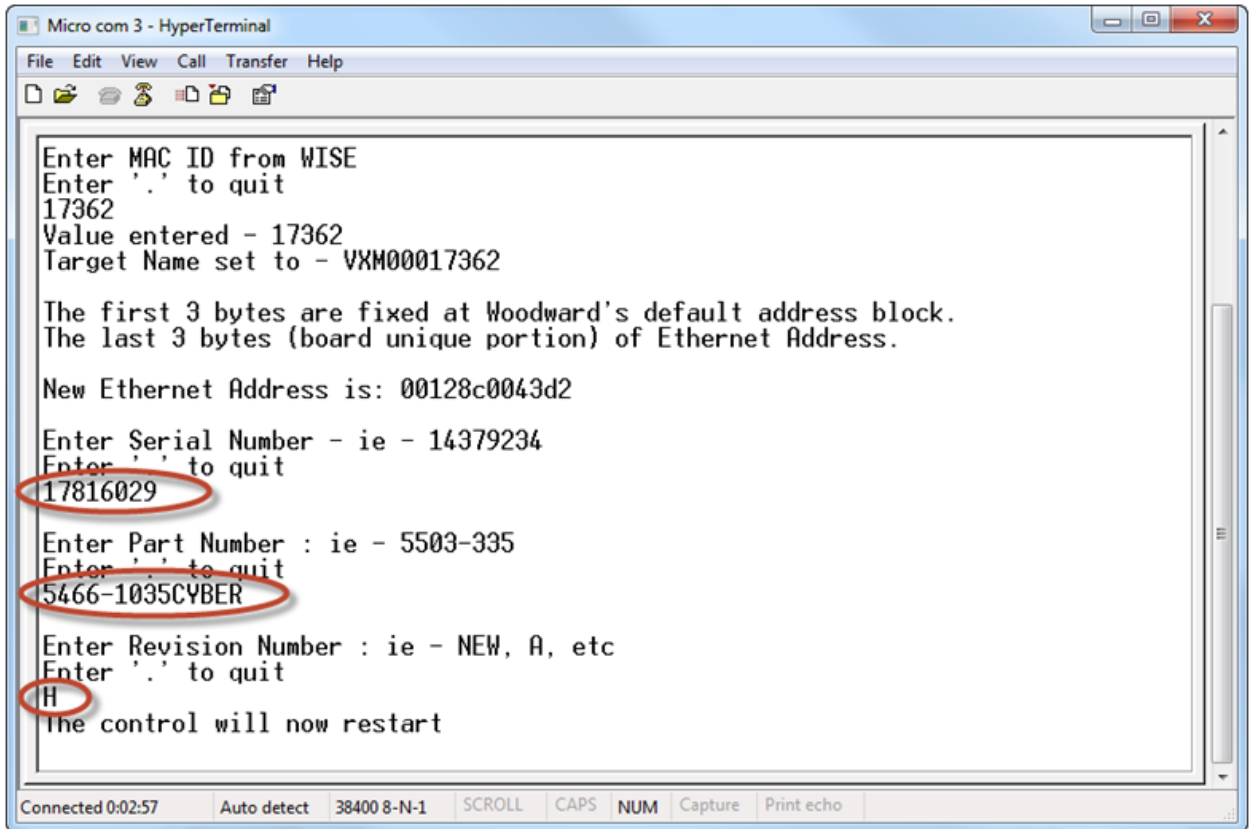 Micro com 3 - HyperTerminal
File Edit View Call Transfer Help
Enter MAC ID from WISE
Enter '.' to quit
17362
Value entered - 17362
Target Name set to - VXM00017362
The first 3 bytes are fixed at Woodward's default address block.
The last 3 bytes (board unique portion) of Ethernet Address.
New Ethernet Address is: 00128c0043d2
Enter Serial Number - ie - 14379234
Enter '.' to quit
17816029
Enter Part Number : ie - 5503-335
Enter '.' to quit
5466-1035CYBER
Enter Revision Number : ie - NEW, A, etc
Enter '.' to quit
H
The control will now restart
Connected 0:02:57 Auto detect 38400 8-N-1 SCROLL CAPS NUM Capture Print echo